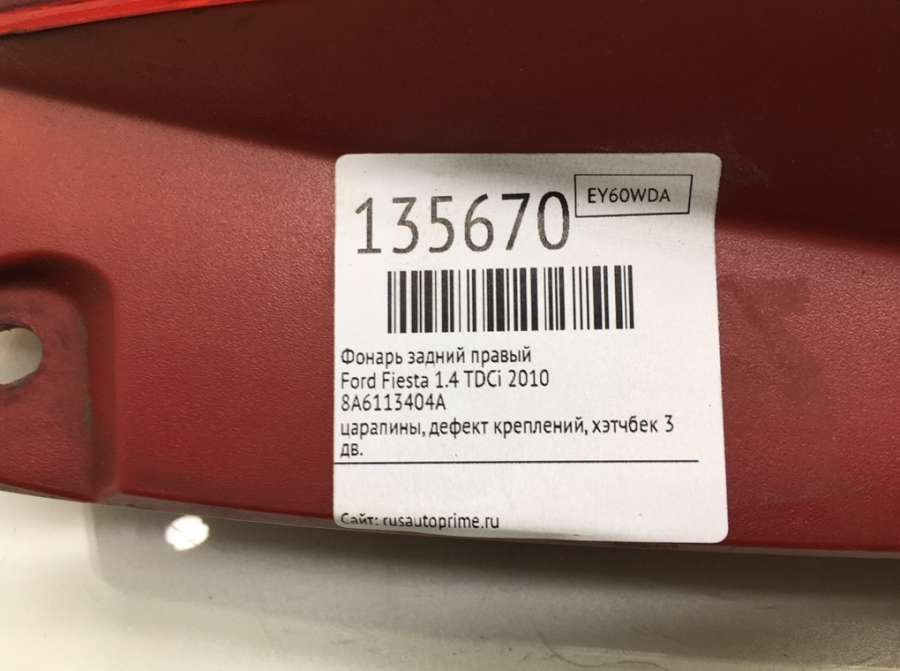 135670
EY60WDA
Фонарь задний правый
Ford Fiesta 1.4 TDCi 2010
8A6113404A
царапины, дефект креплений, хэтчбек 3
дв.
Сайт: rusautoprime.ru